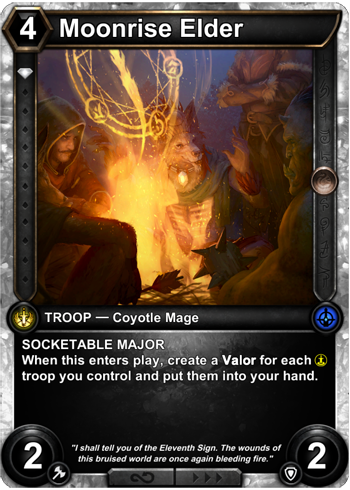 4 Moonrise Elder
TROOP — Coyotle Mage
SOCKETABLE MAJOR
When this enters play, create a Valor for each
troop you control and put them into your hand.
"I shall tell you of the Eleventh Sign. The wounds of
this bruised world are once again bleeding fire."
2 2